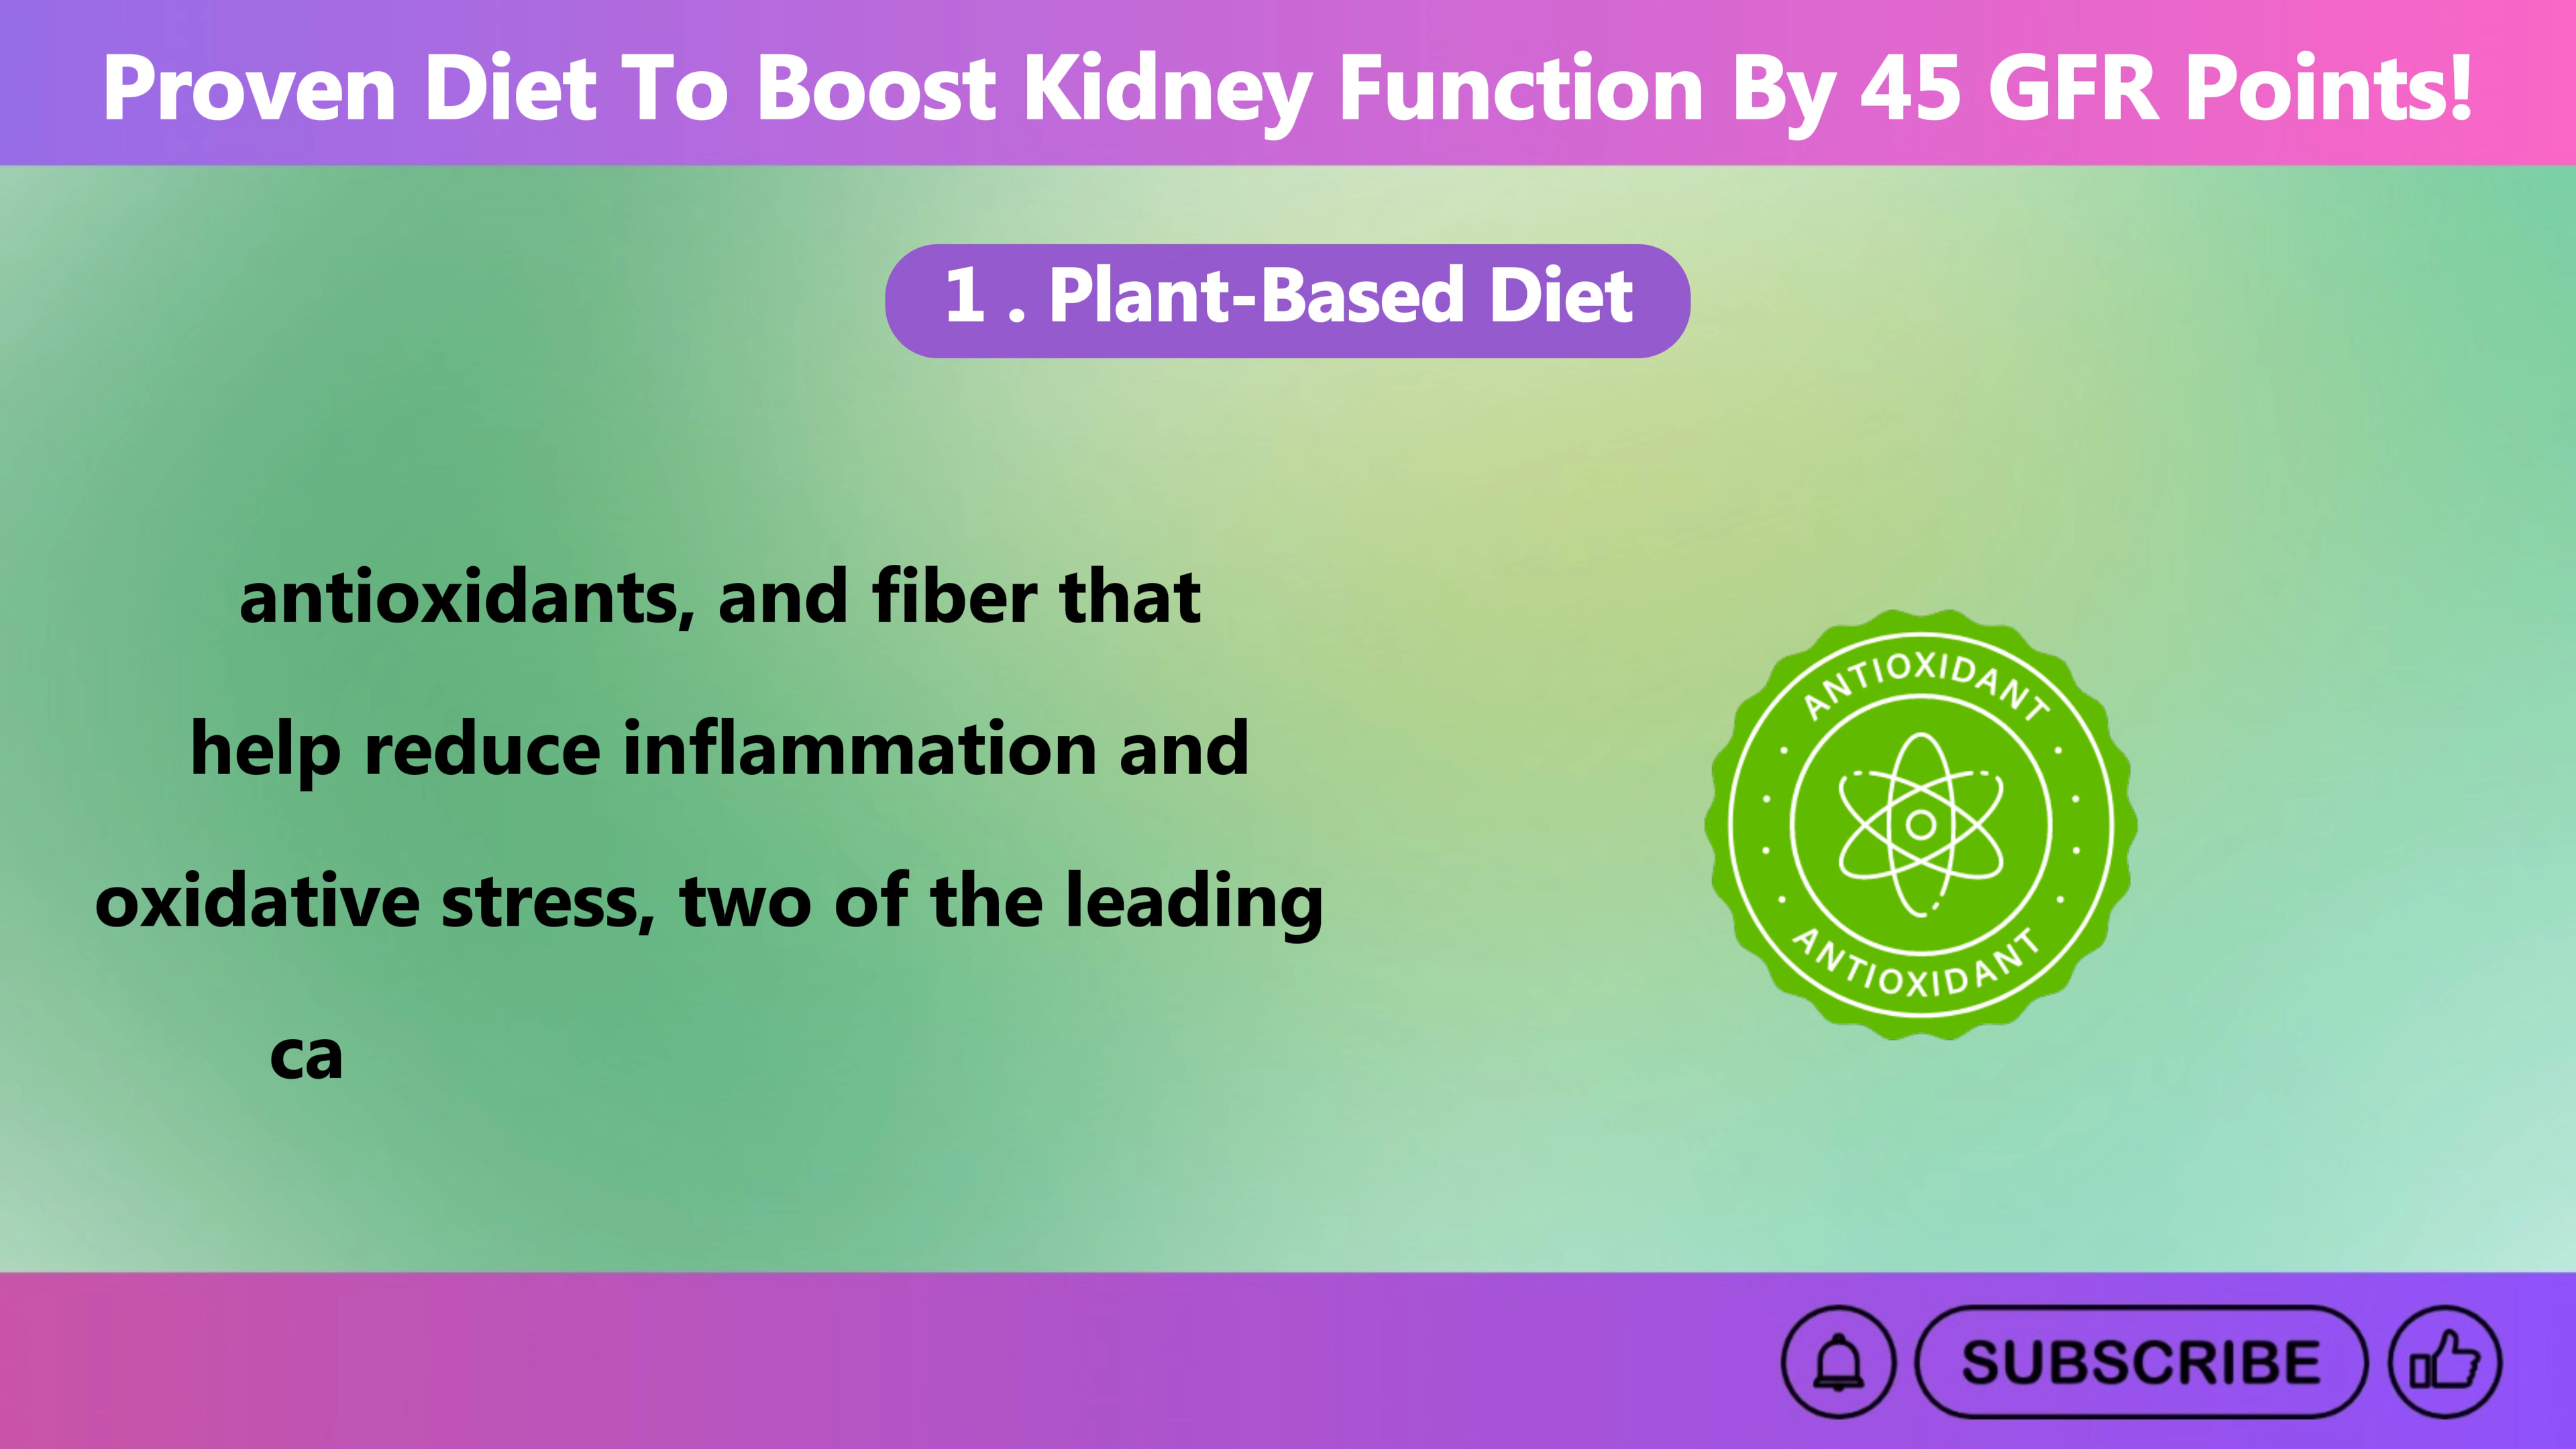 Proven Diet To Boost Kidney Function By 45 GFR Points!
1 . Plant-Based Diet
antioxidants, and fiber that
help reduce inflammation and
oxidative stress, two of the leading
ca
ANTIOXIDANT
ANTIOXIDANT
SUBSCRIBE